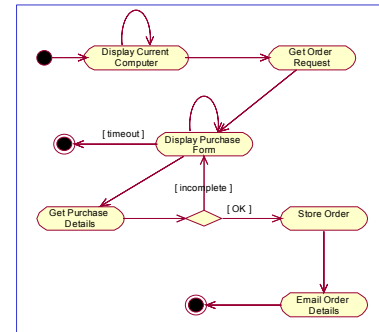 Display Current
Computer
Get Order
Request
[ timeout ]
Display Purchase
Form
[ incomplete ]
Get Purchase
Details
[ OK ]
Store Order
Email Order
Details